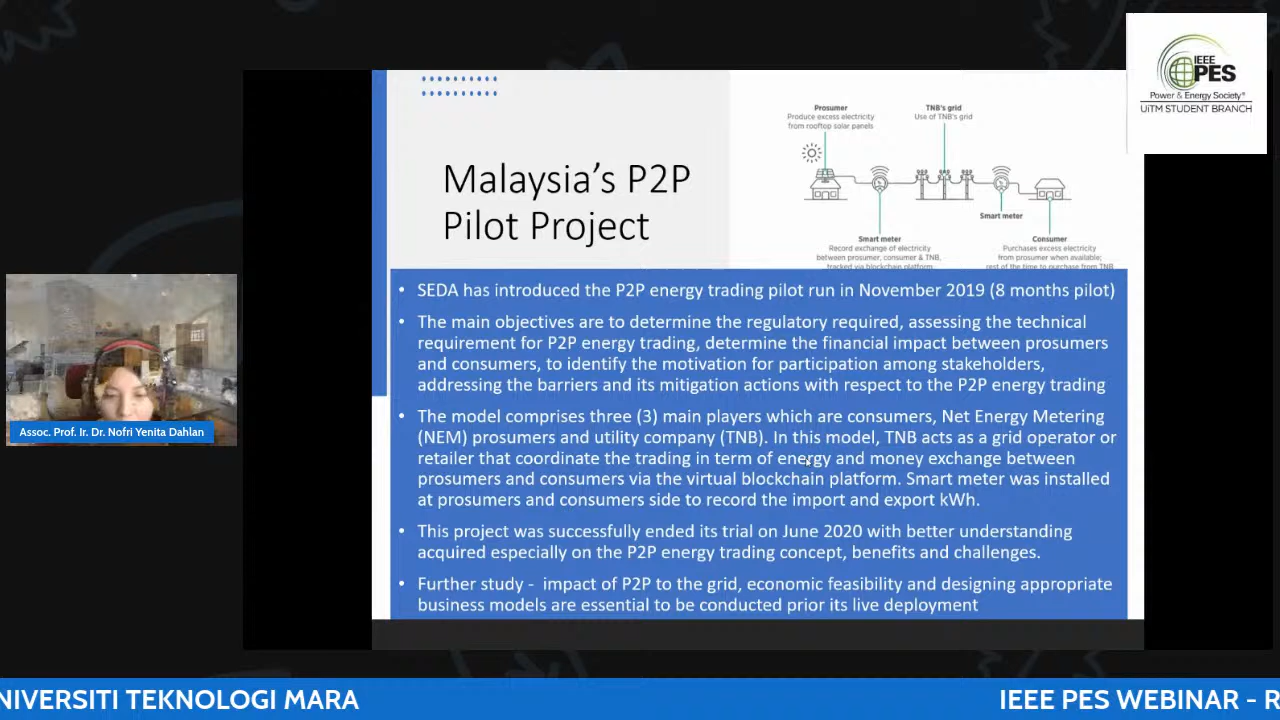 IEEE
PES
Power & Energy Society®
UiTM STUDENT BRANCH
Malaysia's P2P
Pilot Project
Prosumer
Produce excess electricity
from rooftop solar panels
TNB's grid
Use of TNB's grid
Smart meter
Smart meter
Record exchange of electricity
between prosumer, consumer & TNB,
tracked via blockchain platform
Consumer
Purchases excess electricity
from prosumer when available;
rest of the time to purchase from TNB
• SEDA has introduced the P2P energy trading pilot run in November 2019 (8 months pilot)
• The main objectives are to determine the regulatory required, assessing the technical
requirement for P2P energy trading, determine the financial impact between prosumers
and consumers, to identify the motivation for participation among stakeholders,
addressing the barriers and its mitigation actions with respect to the P2P energy trading
• The model comprises three (3) main players which are consumers, Net Energy Metering
(NEM) prosumers and utility company (TNB). In this model, TNB acts as a grid operator or
retailer that coordinate the trading in term of energy and money exchange between
prosumers and consumers via the virtual blockchain platform. Smart meter was installed
at prosumers and consumers side to record the import and export kWh.
• This project was successfully ended its trial on June 2020 with better understanding
acquired especially on the P2P energy trading concept, benefits and challenges.
• Further study - impact of P2P to the grid, economic feasibility and designing appropriate
business models are essential to be conducted prior its live deployment
Assoc. Prof. Ir. Dr. Nofri Yenita Dahlan
NIVERSITI TEKNOLOGI MARA
IEEE PES WEBINAR - R